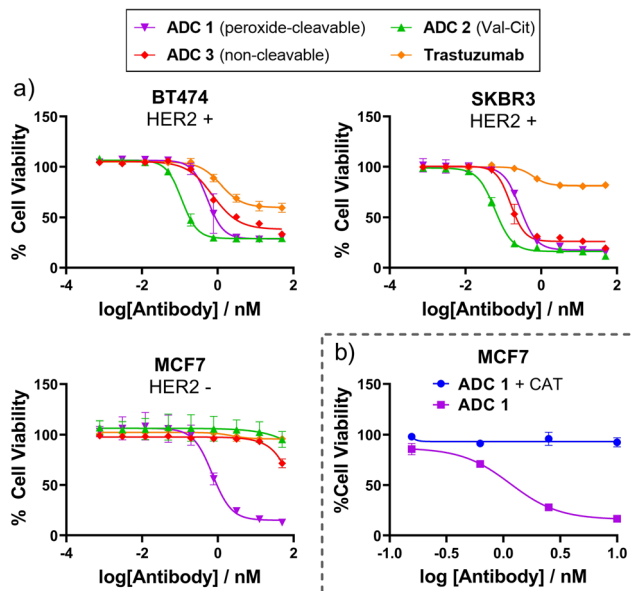 ADC 1 (peroxide-cleavable)
ADC 2 (Val-Cit)
ADC 3 (non-cleavable)
Trastuzumab
a)
BT474
HER2 +
% Cell Viability
150
100
50
0
-4
-2
0
2
log[Antibody] / nM
SKBR3
HER2 +
% Cell Viability
150
100
50
0
-4
-2
0
2
log[Antibody] / nM
MCF7
HER2 -
% Cell Viability
150
100
50
0
-4
-2
0
2
log[Antibody] / nM
b)
MCF7
ADC 1 + CAT
ADC 1
%Cell Viability
150
100
50
0
-1.0
-0.5
0.0
0.5
1.0
log [Antibody] / nM